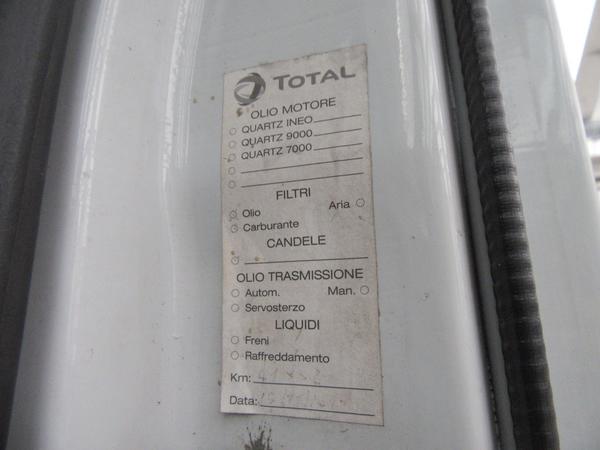 TOTAL
OLIO MOTORE
QUARTZ INEO
QUARTZ 9000
QUARTZ 7000
FILTRI
Olio Aria
Carburante
CANDELE
OLIO TRASMISSIONE
Autom. Man.
Servosterzo
LIQUIDI
Freni
Raffreddamento
Km:
Data: